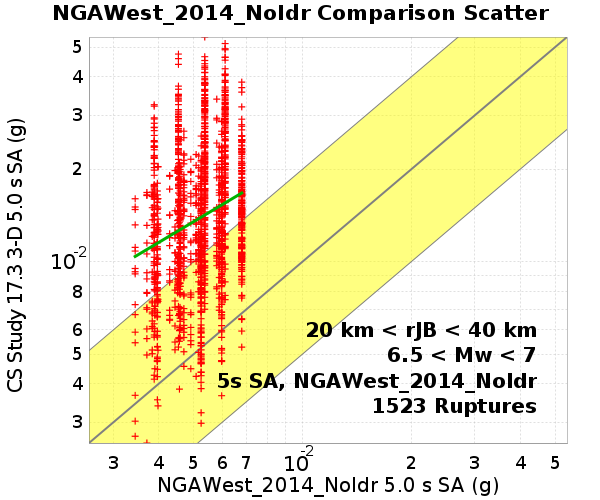 NGAWest_2014_NoIdr Comparison Scatter
CS Study 17.3 3-D 5.0 s SA (g)
5
4
3
2
10-2
8
6
5
4
3
20 km < rJB < 40 km
6.5 < Mw < 7
5s SA, NGAWest_2014_NoIdr
1523 Ruptures
3 4 5 6 7 10-2 2 3 4 5
NGAWest_2014_NoIdr 5.0 s SA (g)